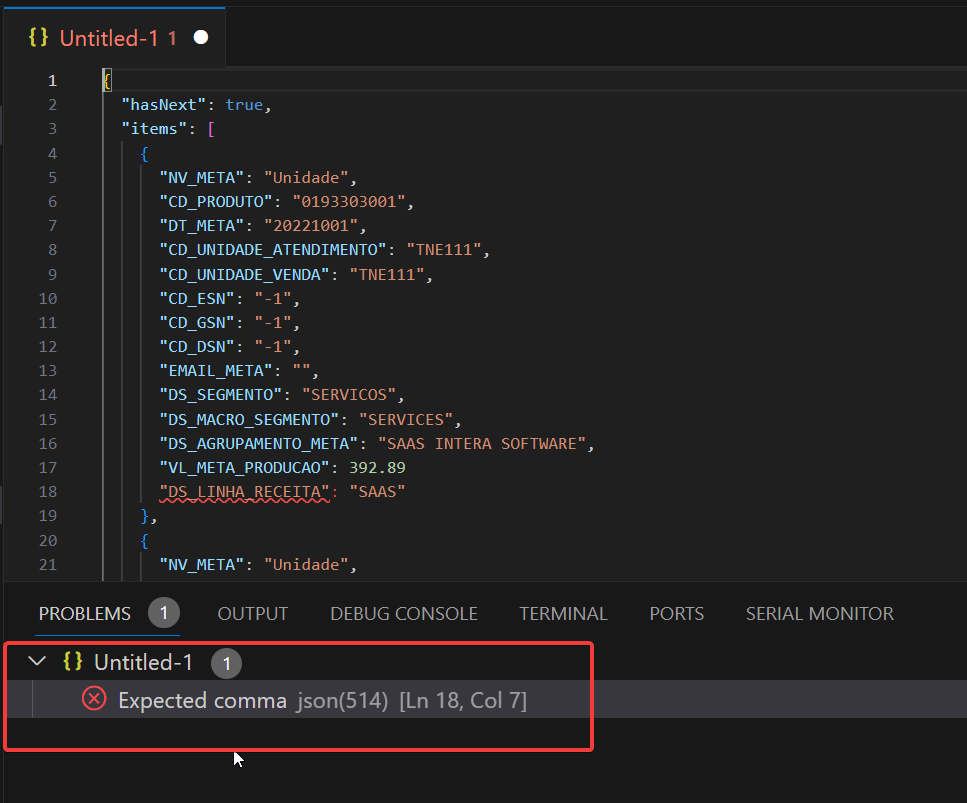 {} Untitled-1 1
1 {
2 "hasNext": true,
3 "items": [
4 {
5 "NV_META": "Unidade",
6 "CD_PRODUTO": "0193303001",
7 "DT_META": "20221001",
8 "CD_UNIDADE_ATENDIMENTO": "TNE111",
9 "CD_UNIDADE_VENDA": "TNE111",
10 "CD_ESN": "-1",
11 "CD_GSN": "-1",
12 "CD_DSN": "-1",
13 "EMAIL_META": "",
14 "DS_SEGMENTO": "SERVICOS",
15 "DS_MACRO_SEGMENTO": "SERVICES",
16 "DS_AGRUPAMENTO_META": "SAAS INTERA SOFTWARE",
17 "VL_META_PRODUCAO": 392.89
18 "DS_LINHA_RECEITA": "SAAS"
19 },
20 {
21 "NV_META": "Unidade",
PROBLEMS 1 OUTPUT DEBUG CONSOLE TERMINAL PORTS SERIAL MONITOR
{} Untitled-1 1
Expected comma json(514) [Ln 18, Col 7]